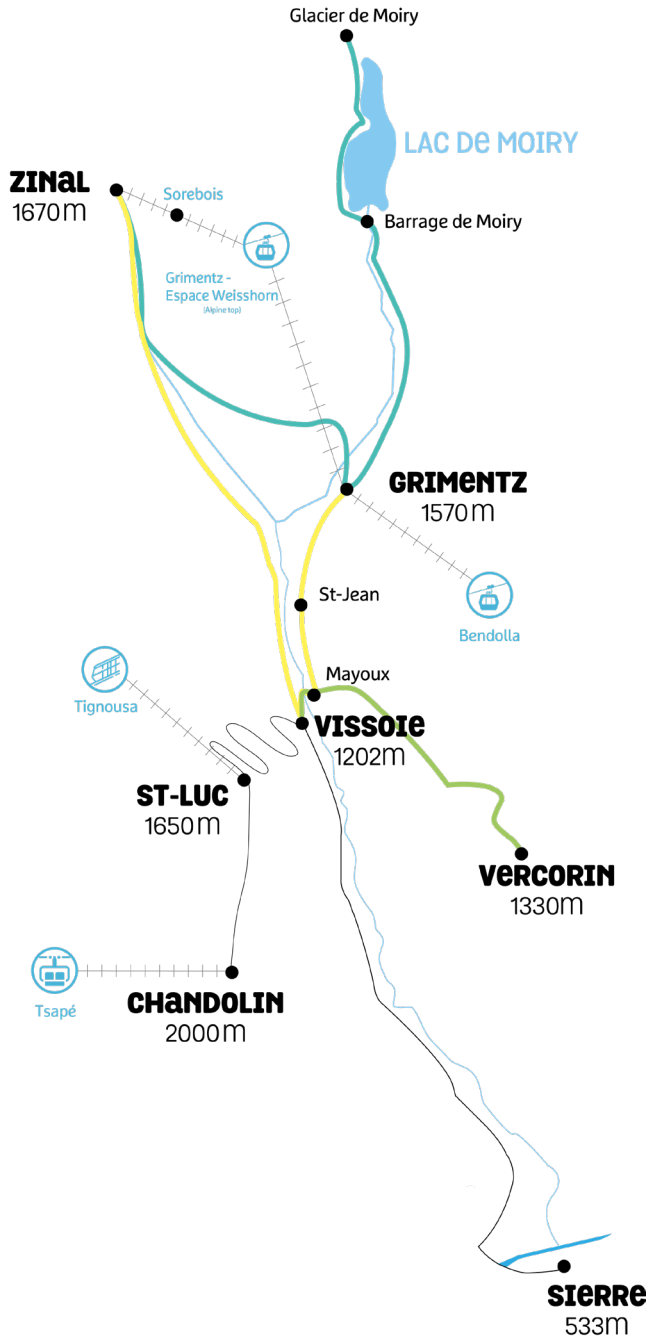 Glacier de Moiry
LAC DE MOIRY
ZINAL
1670m
Sorebois
Barrage de Moiry
Grimentz -
Espace Weisshorn
(Alpine top)
GRIMENTZ
1570m
St-Jean
Bendolla
Mayoux
Tignousa
VISSOIE
1202m
ST-LUC
1650m
VERCORIN
1330m
CHANDOLIN
2000m
Tsapé
SIERRE
533m